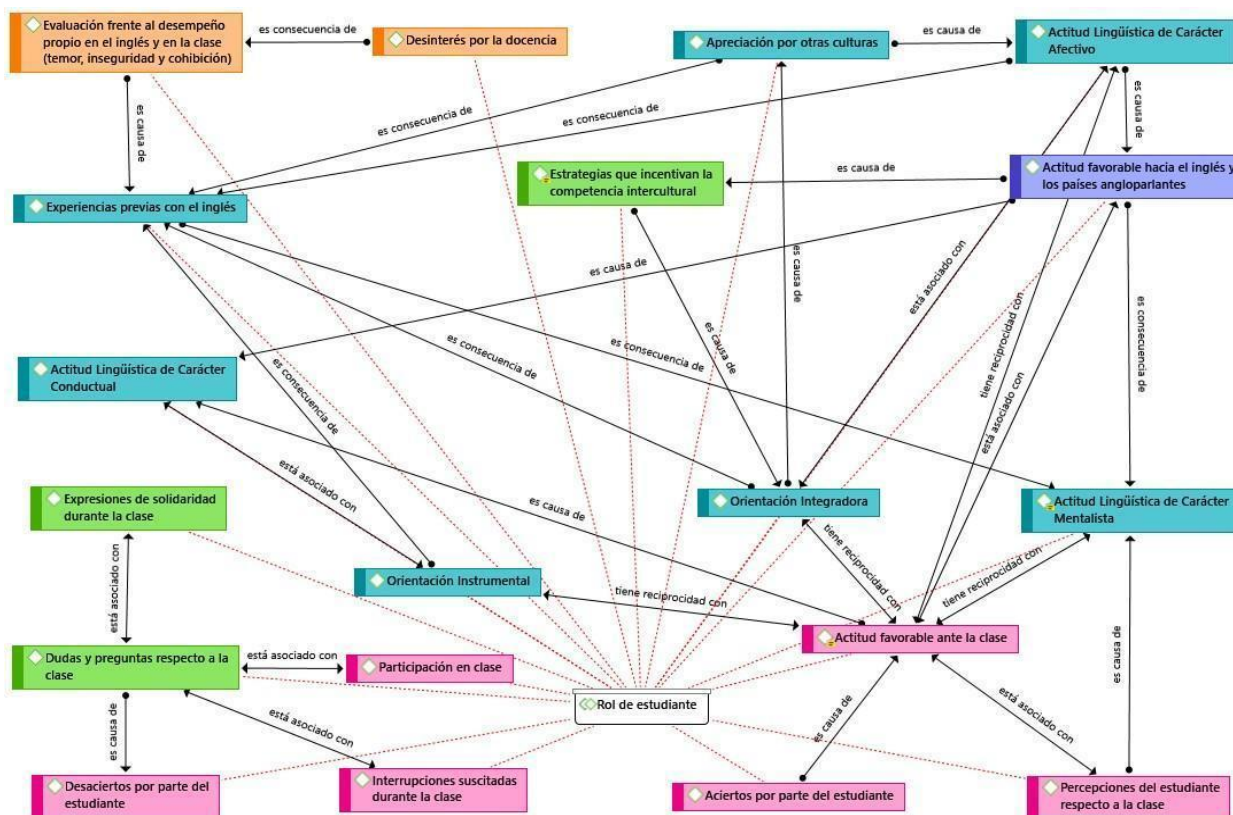 Evaluación frente al desempeño
propio en el inglés y en la clase
(temor, inseguridad y cohibición)
es consecuencia de
Desinterés por la docencia
Apreciación por otras culturas
es causa de
Actitud Lingüística de Carácter
Afectivo
es causa de
es consecuencia de
es consecuencia de
es causa de
Estrategias que incentivan la
competencia intercultural
es causa de
Actitud favorable hacia el inglés y
los países angloparlantes
Experiencias previas con el inglés
es causa de
es causa de
está asociado con
es causa de
tiene reciprocidad con
está asociado con
es consecuencia de
es consecuencia de
es consecuencia de
es consecuencia de
Actitud Lingüística de Carácter
Conductual
está asociado con
es causa de
Expresiones de solidaridad
durante la clase
Orientación Integradora
Actitud Lingüística de Carácter
Mentalista
está asociado con
Orientación Instrumental
tiene reciprocidad con
tiene reciprocidad con
tiene reciprocidad con
Actitud favorable ante la clase
es causa de
Dudas y preguntas respecto a la
clase
está asociado con
Participación en clase
Rol de estudiante
es causa de
está asociado con
es causa de
está asociado con
Desaciertos por parte del
estudiante
Interrupciones suscitadas
durante la clase
Aciertos por parte del estudiante
Percepciones del estudiante
respecto a la clase